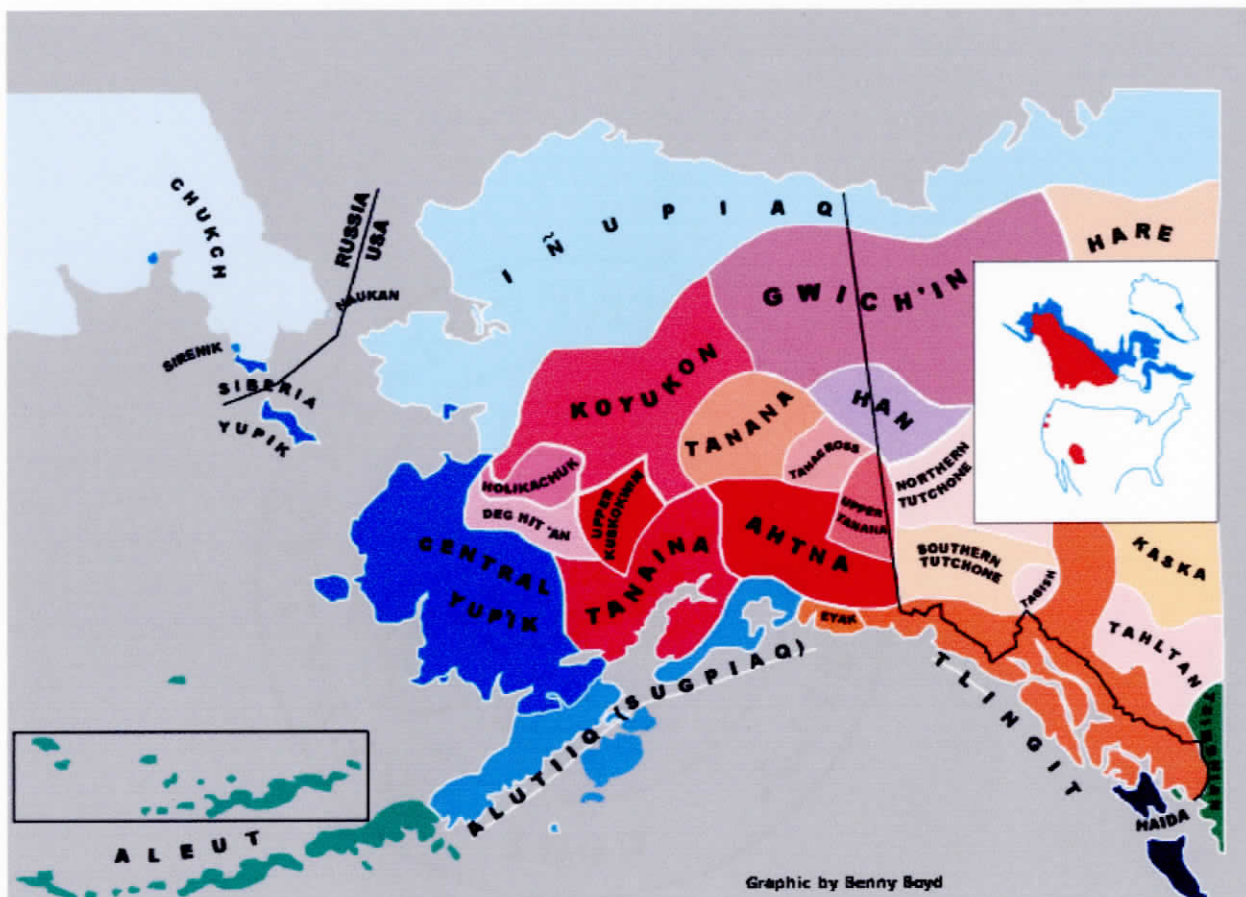 CHUKCH
RUSSIA
USA
NAUKAN
SIRENIK
SIBERIA
YUPIK
IÑUPIAQ
GWICH'IN
HARE
KOYUKON
HAN
TANANA
TANACROSS
UPPER
TANANA
NORTHERN
TUTCHONE
HOLIKACHUK
DEG HIT'AN
UPPER
KUSKOKWIM
CENTRAL
YUP'IK
TANAINA
AHTNA
SOUTHERN
TUTCHONE
TAGISH
KASKA
TAHLTAN
EYAK
TLINGIT
TSIMSHIAN
HAIDA
ALUTIIQ (SUGPIAQ)
ALEUT
Graphic by Benny Boyd